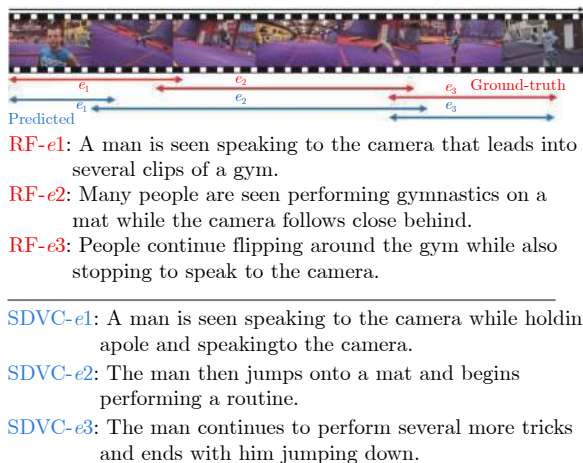 e1 e2 e3 Ground-truth
e1 e2 e3
Predicted
RF-e1: A man is seen speaking to the camera that leads into
several clips of a gym.
RF-e2: Many people are seen performing gymnastics on a
mat while the camera follows close behind.
RF-e3: People continue flipping around the gym while also
stopping to speak to the camera.
SDVC-e1: A man is seen speaking to the camera while holdin
apole and speakingto the camera.
SDVC-e2: The man then jumps onto a mat and begins
performing a routine.
SDVC-e3: The man continues to perform several more tricks
and ends with him jumping down.